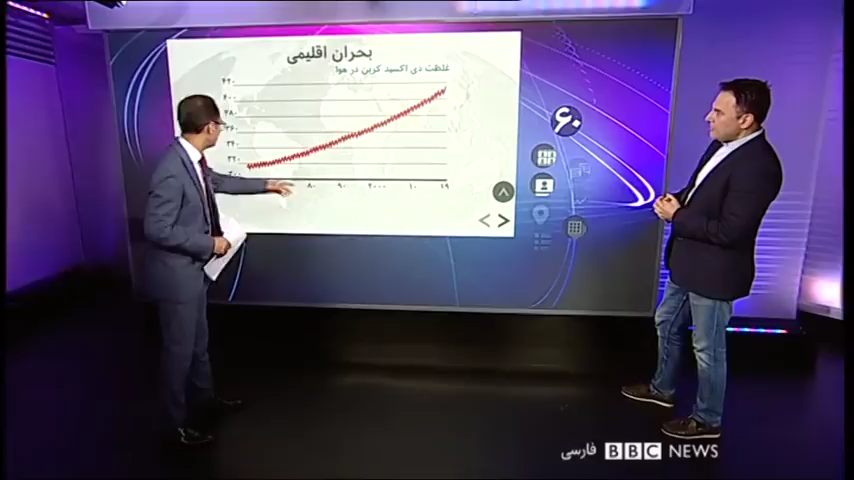 بحران اقلیمی
غلظت دی اکسید کربن در هوا
۴۲۰
۴۰۰
۳۸۰
۳۶۰
۳۴۰
۳۲۰
۳۰۰
۸۰ ۹۰ ۲۰۰۰ ۱۰ ۱۹
۶۰
BBC NEWS فارسی